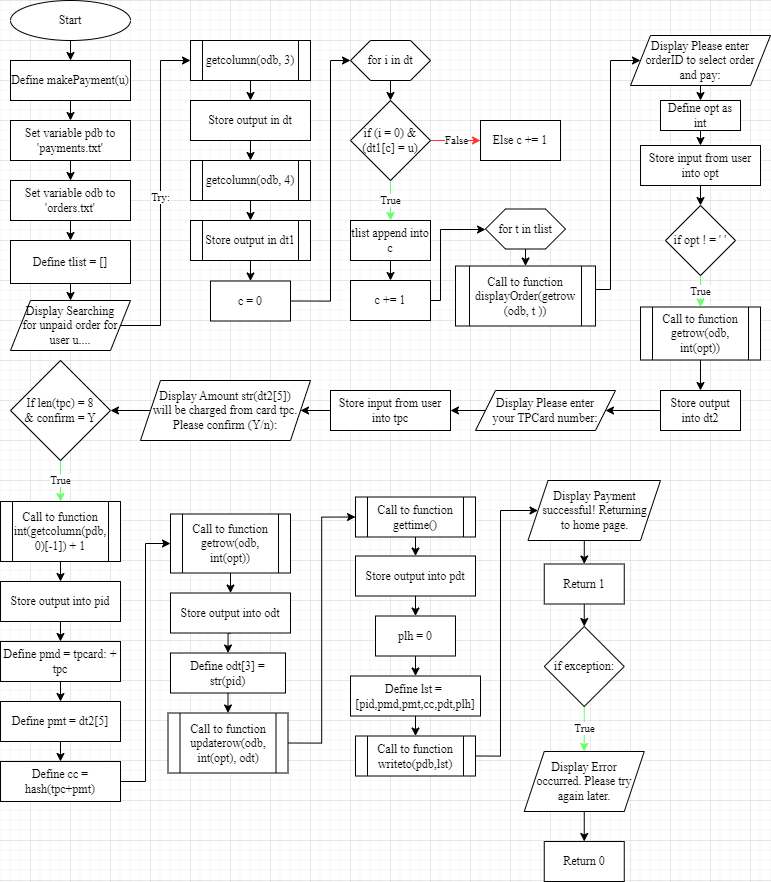 Start
Define makePayment(u)
Set variable pdb to
'payments.txt'
Set variable odb to
'orders.txt'
Define tlist = []
Display Searching
for unpaid order for
user u....
Try:
getcolumn(odb, 3)
Store output in dt
getcolumn(odb, 4)
Store output in dt1
c = 0
for i in dt
if (i = 0) &
(dt1[c] = u)
False
Else c += 1
True
tlist append into
c
c += 1
for t in tlist
Call to function
displayOrder(getrow
(odb, t ))
Display Please enter
orderID to select order
and pay:
Define opt as
int
Store input from user
into opt
if opt ! = ' '
True
Call to function
getrow(odb,
int(opt))
Store output
into dt2
Display Please enter
your TPCard number:
Store input from user
into tpc
Display Amount str(dt2[5])
will be charged from card tpc.
Please confirm (Y/n):
If len(tpc) = 8
& confirm = Y
True
Call to function
int(getcolumn(pdb,
0)[-1]) + 1
Store output into pid
Define pmd = tpcard: +
tpc
Define pmt = dt2[5]
Define cc =
hash(tpc+pmt)
Call to function
getrow(odb,
int(opt))
Store output into odt
Define odt[3] =
str(pid)
Call to function
updaterow(odb,
int(opt), odt)
Call to function
gettime()
Store output into pdt
plh = 0
Define lst =
[pid,pmd,pmt,cc,pdt,plh]
Call to function
writeto(pdb,lst)
Display Payment
successful! Returning
to home page.
Return 1
if exception:
True
Display Error
occurred. Please try
again later.
Return 0